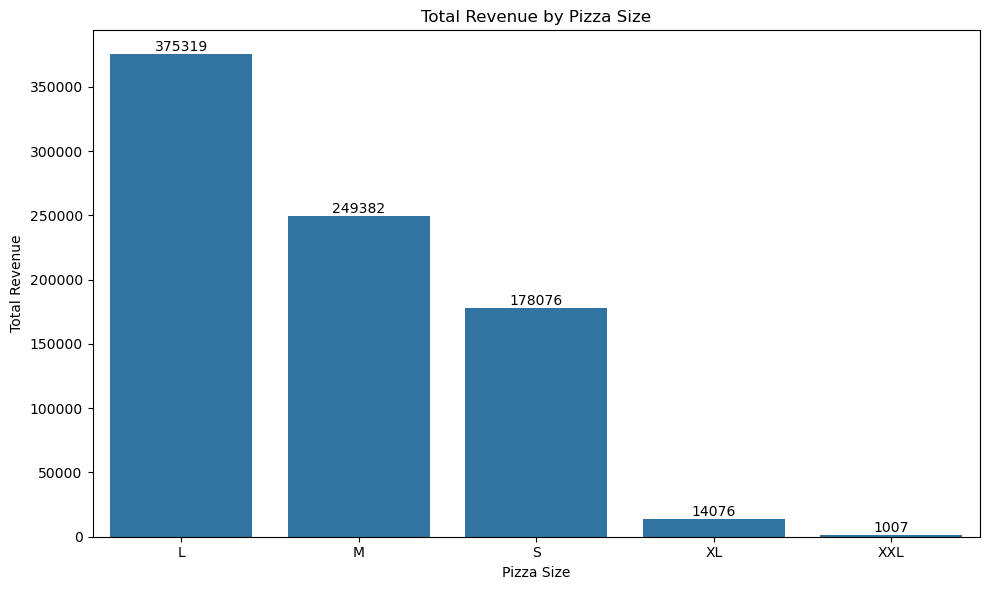 Total Revenue by Pizza Size
Total Revenue
350000
300000
250000
200000
150000
100000
50000
0
375319
249382
178076
14076
1007
L
M
S
XL
XXL
Pizza Size